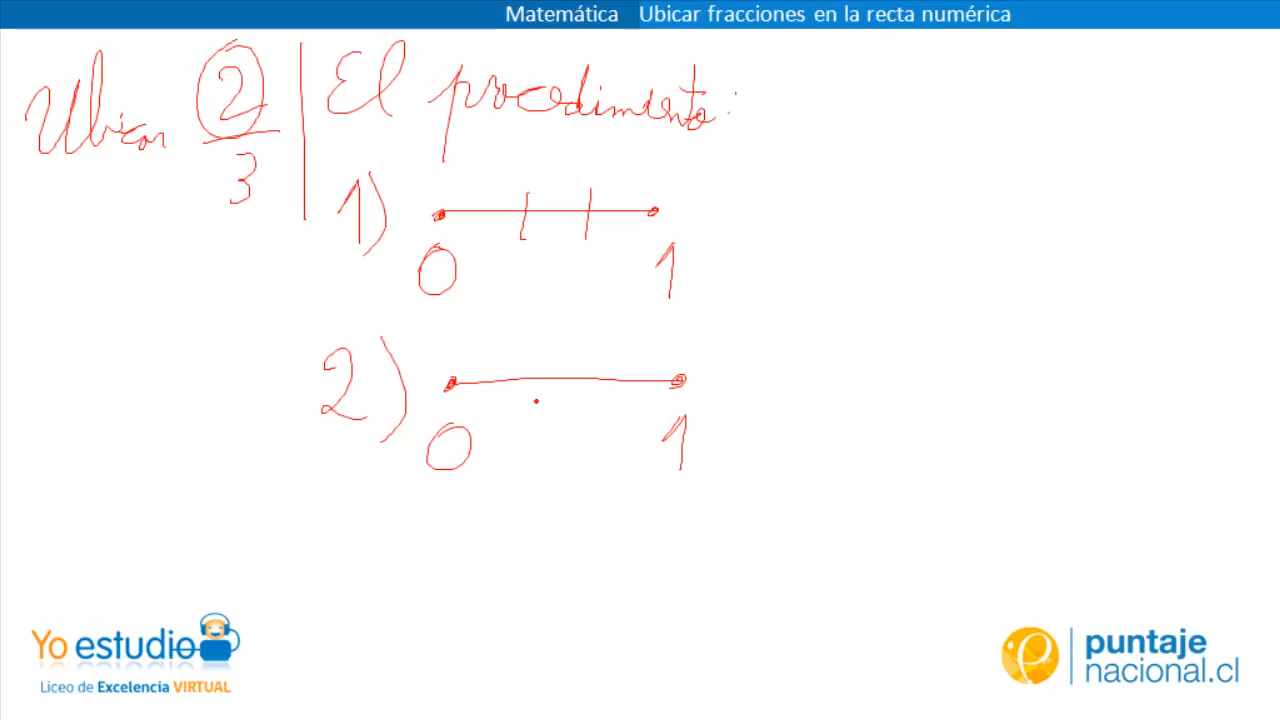 Matemática Ubicar fracciones en la recta numérica
Ubicar 2/3
El procedimiento:
1)
0 1
2)
0 1
Yo estudio
Liceo de Excelencia VIRTUAL
puntaje
nacional.cl